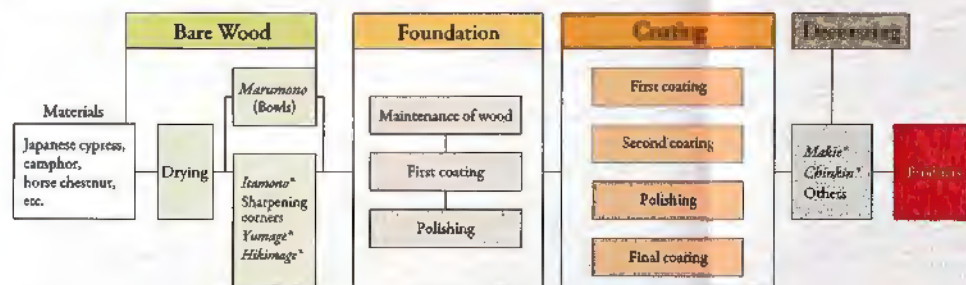 Bare Wood
Foundation
Coating
Decorating
Materials
Japanese cypress,
camphor,
horse chestnut,
etc.
Drying
Marumono
(Bowls)
Itamono*
Sharpening
corners
Yumage*
Hikimage*
Maintenance of wood
First coating
Polishing
First coating
Second coating
Polishing
Final coating
Makie*
Chinkin*
Others
Products